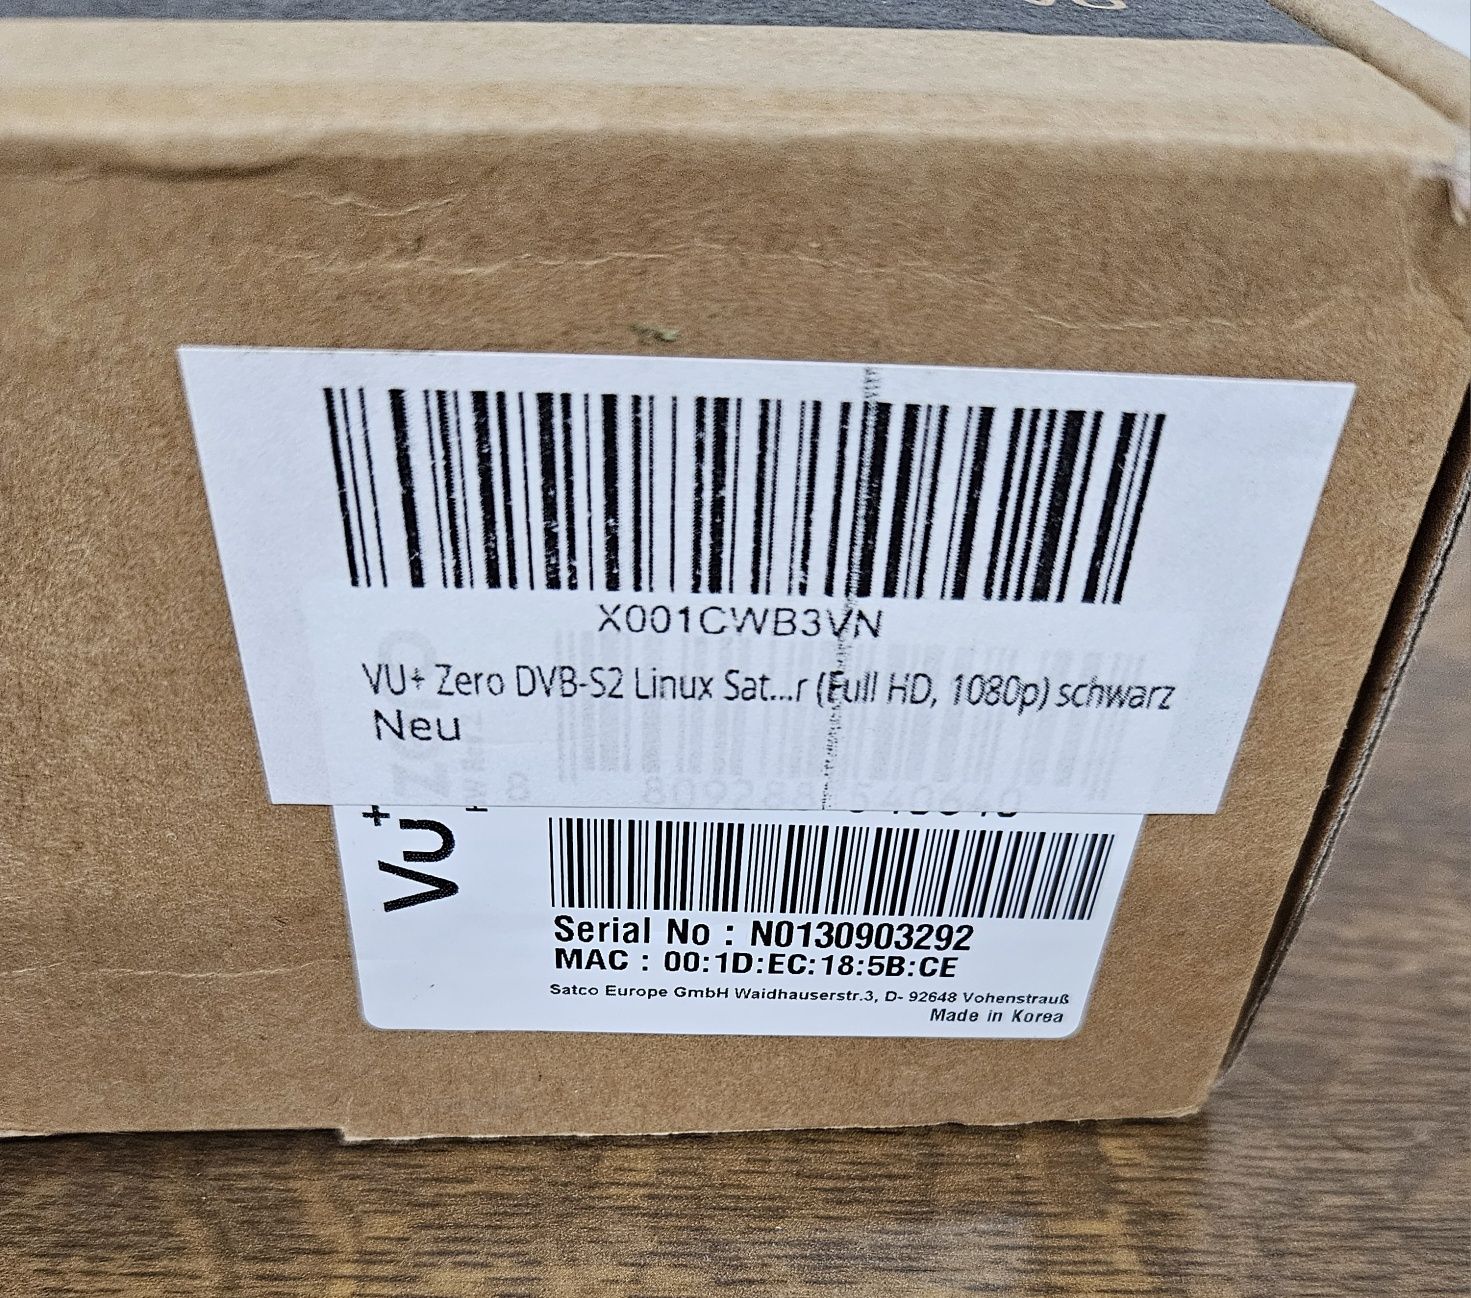 X001CWB3VN
VU+ Zero DVB-S2 Linux Sat...r (Full HD, 1080p) schwarz
Neu
Vu+
Serial No : N0130903292
MAC : 00:1D:EC:18:5B:CE
Satco Europe GmbH Waidhauserstr.3, D- 92648 Vohenstrauß
Made in Korea